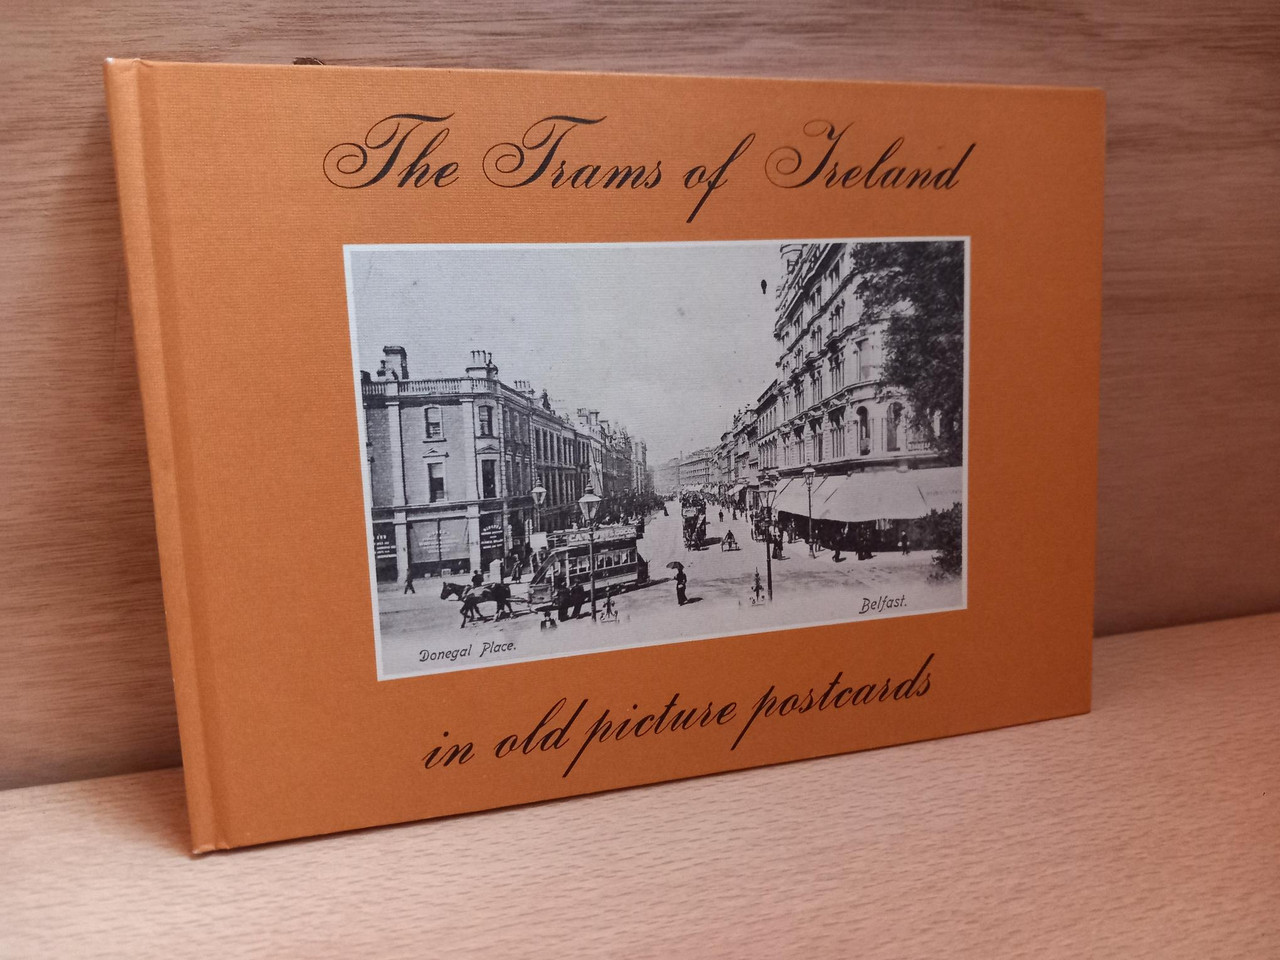 The Trams of Ireland
Donegal Place.
Belfast.
in old picture postcards